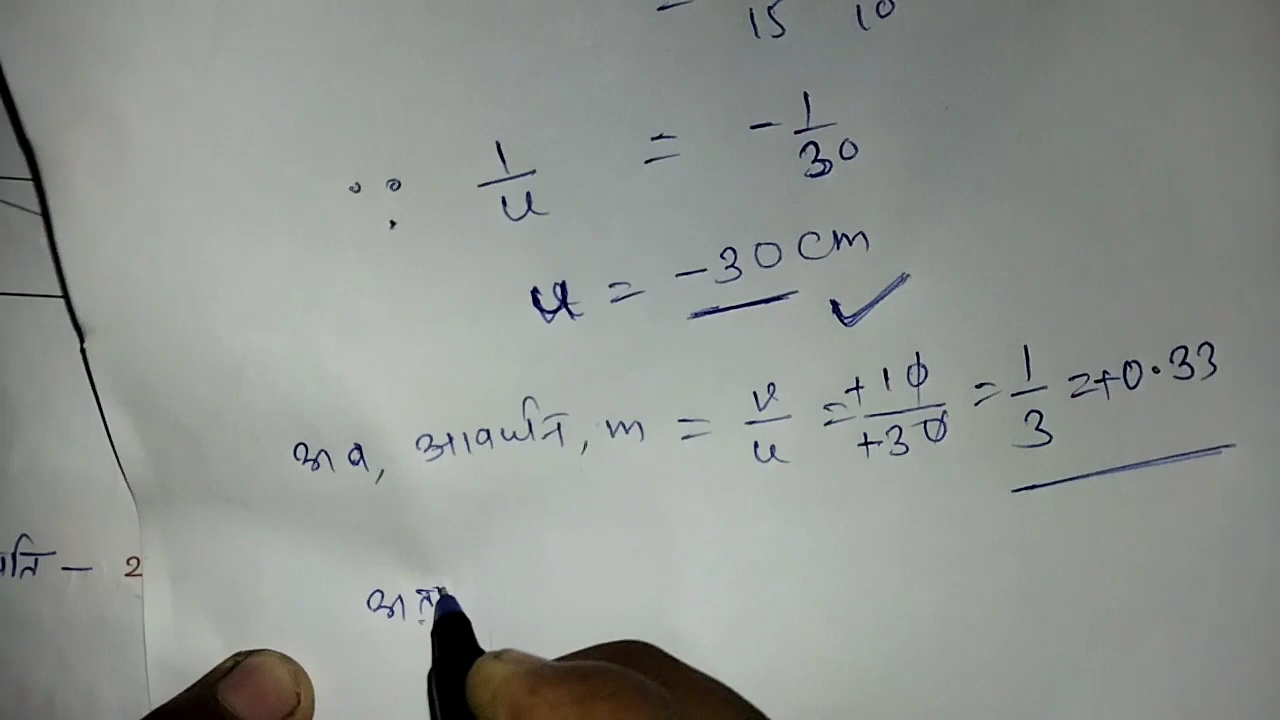 - 15 10
∵ 1/u = - 1/30
u = -30 cm ✓
अब, आवर्धन, m = v/u = +10/+30 = 1/3 = +0.33
- 2